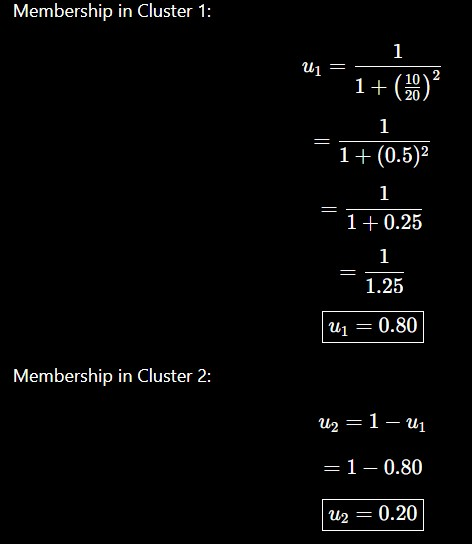 Membership in Cluster 1:
u₁ = 1 / (1 + (10/20)²)
= 1 / (1 + (0.5)²)
= 1 / (1 + 0.25)
= 1 / 1.25
u₁ = 0.80
Membership in Cluster 2:
u₂ = 1 − u₁
= 1 − 0.80
u₂ = 0.20